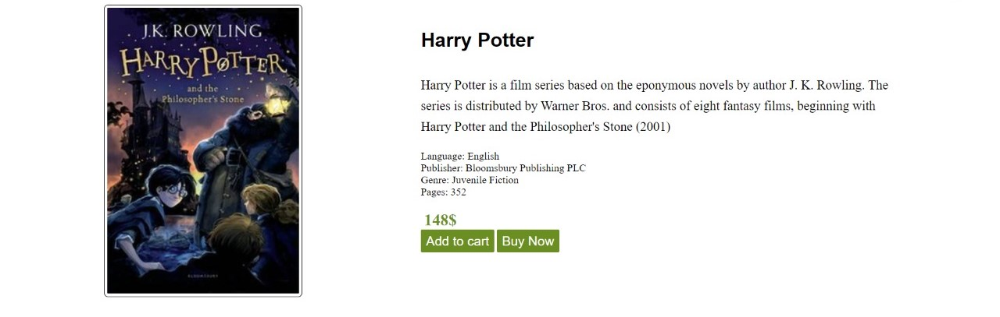 J.K. ROWLING
HARRY POTTER
and the
Philosopher's Stone
BLOOMSBURY
Harry Potter
Harry Potter is a film series based on the eponymous novels by author J. K. Rowling. The
series is distributed by Warner Bros. and consists of eight fantasy films, beginning with
Harry Potter and the Philosopher's Stone (2001)
Language: English
Publisher: Bloomsbury Publishing PLC
Genre: Juvenile Fiction
Pages: 352
148$
Add to cart Buy Now